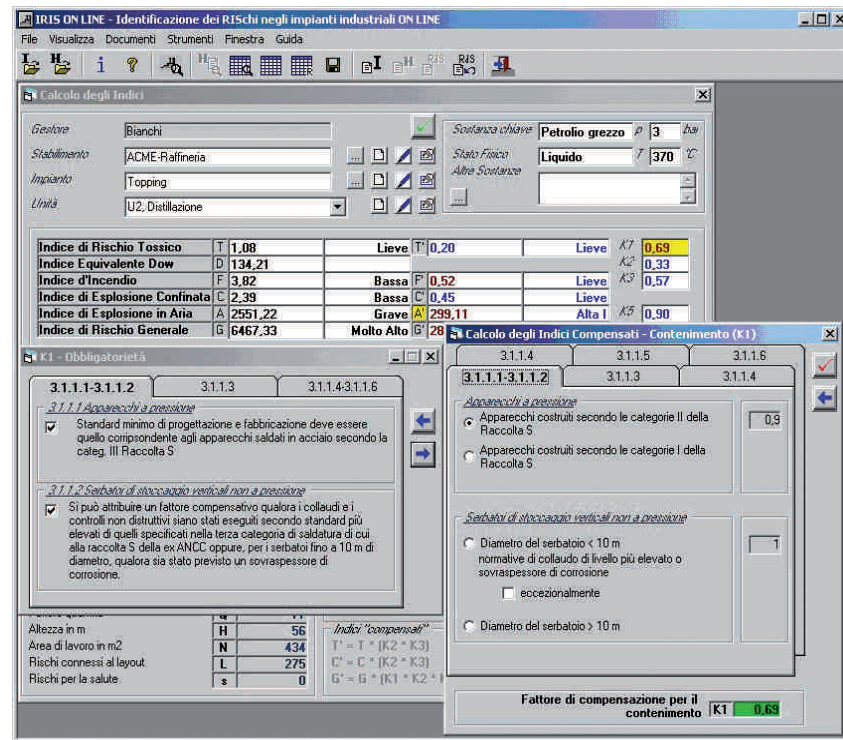 IRIS ON LINE - Identificazione dei RISchi negli impianti industriali ON LINE
File Visualizza Documenti Strumenti Finestra Guida
Calcolo degli Indici
Gestore Bianchi
Stabilimento ACME-Raffineria
Impianto Topping
Unità U2, Distillazione
Sostanza chiave Petrolio grezzo P 3 bar
Stato Fisico Liquido T 370 °C
Altre Sostanze
Indice di Rischio Tossico T 1,08 Lieve T' 0,20 Lieve K1 0,69
Indice Equivalente Dow D 134,21 K2 0,33
Indice d'Incendio F 3,82 Bassa F' 0,52 Lieve K3 0,57
Indice di Esplosione Confinata C 2,39 Bassa C' 0,45 Lieve
Indice di Esplosione in Aria A 2551,22 Grave A' 299,11 Alta I K5 0,90
Indice di Rischio Generale G 6467,33 Molto Alto G' 28
K1 - Obbligatorietà
3.1.1.1-3.1.1.2 3.1.1.3 3.1.1.4-3.1.1.6
3.1.1.1 Apparecchi a pressione
Standard minimo di progettazione e fabbricazione deve essere
quello corripsondente agli apparecchi saldati in acciaio secondo la
categ. III Raccolta S
3.1.1.2 Serbatoi di stoccaggio verticali non a pressione
Si può attribuire un fattore compensativo qualora i collaudi e i
controlli non distruttivi siano stati eseguiti secondo standard più
elevati di quelli specificati nella terza categoria di saldatura di cui
alla raccolta S della ex ANCC oppure, per i serbatoi fino a 10 m di
diametro, qualora sia stato previsto un sovraspessore di
corrosione.
Calcolo degli Indici Compensati - Contenimento (K1)
3.1.1.4 3.1.1.5 3.1.1.6
3.1.1.1-3.1.1.2 3.1.1.3 3.1.1.4
Apparecchi a pressione
Apparecchi costruiti secondo le categorie II della
Raccolta S
0,9
Apparecchi costruiti secondo le categorie I della
Raccolta S
Serbatoi di stoccaggio verticali non a pressione
Diametro del serbatoio < 10 m
normative di collaudo di livello più elevato o
sovraspessore di corrosione
1
eccezionalmente
Diametro del serbatoio > 10 m
Fattore di compensazione per il
contenimento K1 0,69
Altezza in m H 56
Area di lavoro in m2 N 434
Rischi connessi al layout L 275
Rischi per la salute s 0
Indici "compensati"
T' = T * (K2 * K3)
C' = C * (K2 * K3)
G' = G * (K1 * K2 *